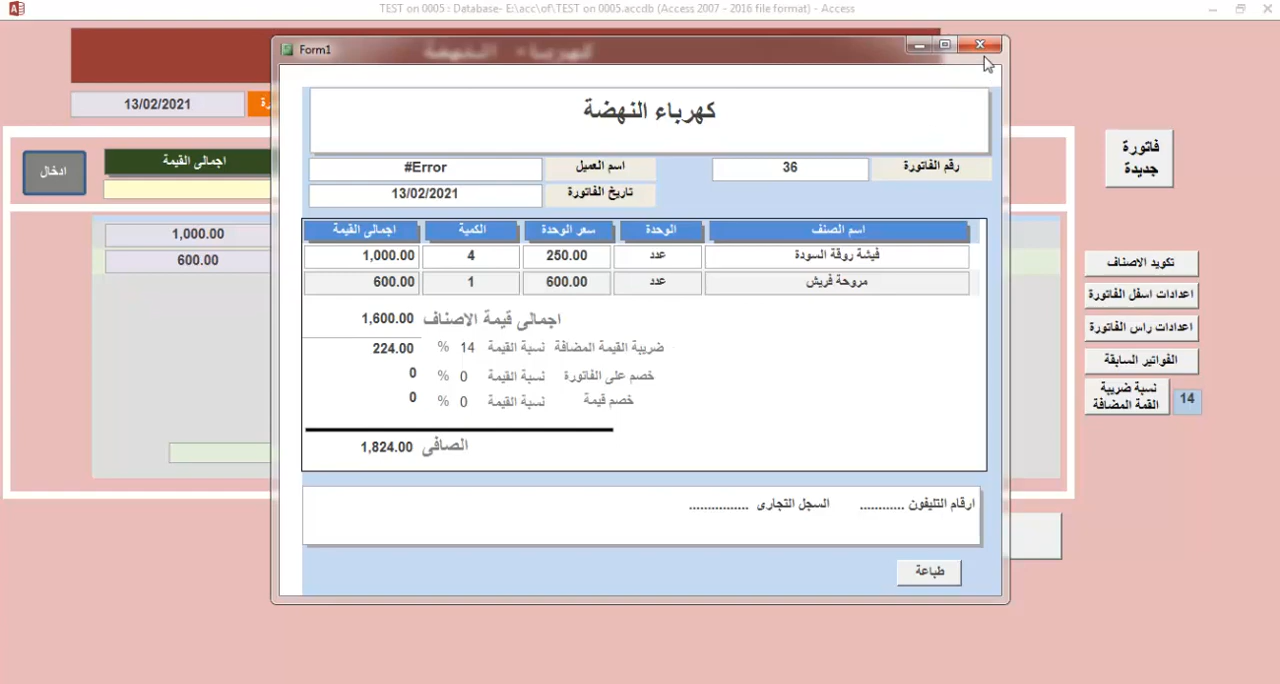 TEST on 0005 : Database- E:\acc\of\TEST on 0005.accdb (Access 2007 - 2016 file format) - Access
Form1
كهرباء النهضة
13/02/2021
فاتورة جديدة
ادخال
اجمالى القيمة
1,000.00
600.00
تكويد الاصناف
اعدادات اسفل الفاتورة
اعدادات راس الفاتورة
الفواتير السابقة
نسبة ضريبة القمة المضافة 14
كهرباء النهضة
رقم الفاتورة 36 اسم العميل #Error
تاريخ الفاتورة 13/02/2021
اسم الصنف الوحدة سعر الوحدة الكمية اجمالى القيمة
فيشة روقة السودة عدد 250.00 4 1,000.00
مروحة فريش عدد 600.00 1 600.00
اجمالى قيمة الاصناف 1,600.00
ضريبة القيمة المضافة نسبة القيمة 14 % 224.00
خصم على الفاتورة نسبة القيمة 0 % 0
خصم قيمة نسبة القيمة 0 % 0
الصافى 1,824.00
ارقام التليفون ............ السجل التجارى ................
طباعة